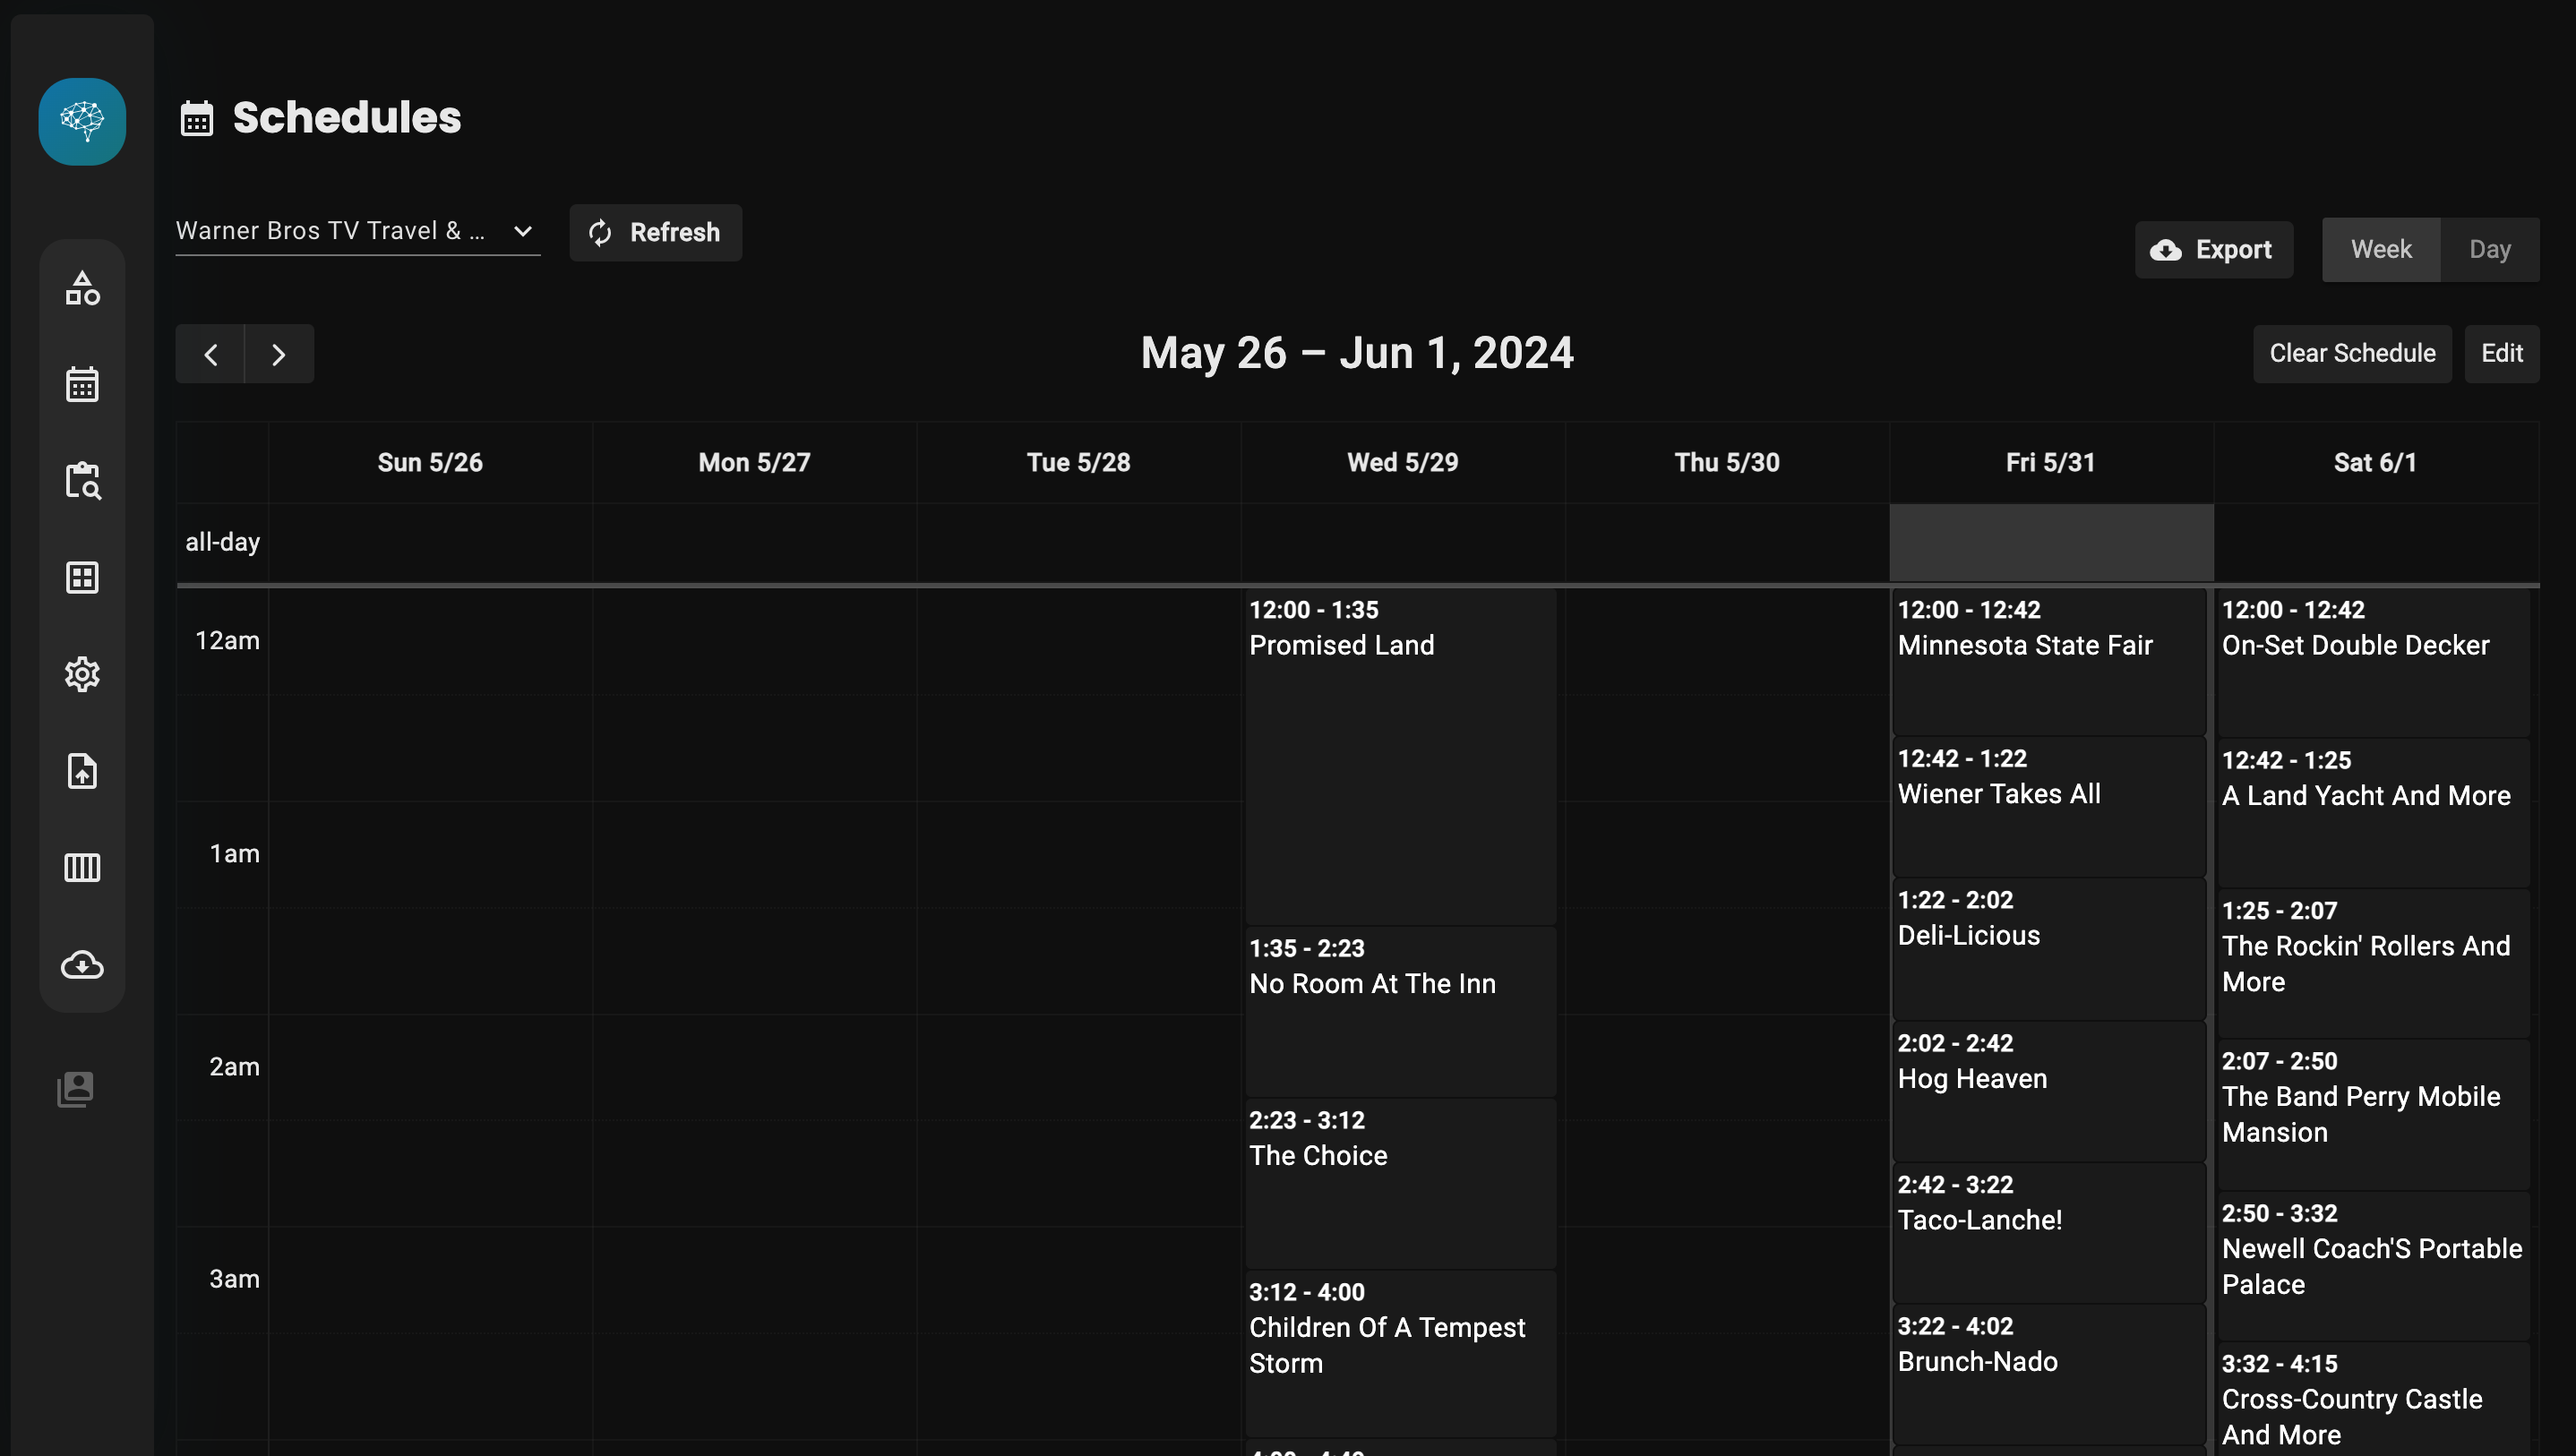 Schedules
Warner Bros TV Travel & ...
Refresh
Export
Week
Day
May 26 – Jun 1, 2024
Clear Schedule
Edit
Sun 5/26
Mon 5/27
Tue 5/28
Wed 5/29
Thu 5/30
Fri 5/31
Sat 6/1
all-day
12am
1am
2am
3am
12:00 - 1:35
Promised Land
1:35 - 2:23
No Room At The Inn
2:23 - 3:12
The Choice
3:12 - 4:00
Children Of A Tempest
Storm
12:00 - 12:42
Minnesota State Fair
12:42 - 1:22
Wiener Takes All
1:22 - 2:02
Deli-Licious
2:02 - 2:42
Hog Heaven
2:42 - 3:22
Taco-Lanche!
3:22 - 4:02
Brunch-Nado
12:00 - 12:42
On-Set Double Decker
12:42 - 1:25
A Land Yacht And More
1:25 - 2:07
The Rockin' Rollers And
More
2:07 - 2:50
The Band Perry Mobile
Mansion
2:50 - 3:32
Newell Coach'S Portable
Palace
3:32 - 4:15
Cross-Country Castle
And More